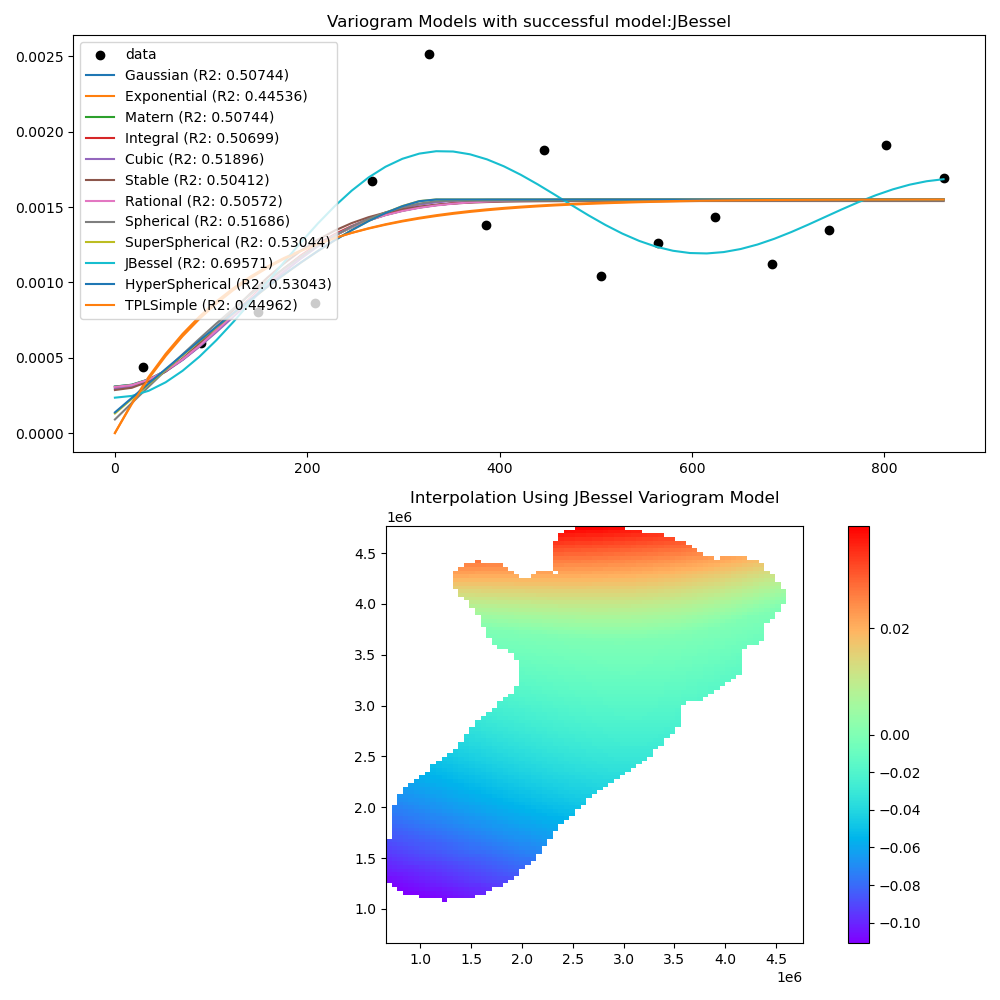 Variogram Models with successful model:JBessel
0.0025
0.0020
0.0015
0.0010
0.0005
0.0000
data
Gaussian (R2: 0.50744)
Exponential (R2: 0.44536)
Matern (R2: 0.50744)
Integral (R2: 0.50699)
Cubic (R2: 0.51896)
Stable (R2: 0.50412)
Rational (R2: 0.50572)
Spherical (R2: 0.51686)
SuperSpherical (R2: 0.53044)
JBessel (R2: 0.69571)
HyperSpherical (R2: 0.53043)
TPLSimple (R2: 0.44962)
0 200 400 600 800
Interpolation Using JBessel Variogram Model
1e6
4.5
4.0
3.5
3.0
2.5
2.0
1.5
1.0
1.0 1.5 2.0 2.5 3.0 3.5 4.0 4.5
1e6
0.02
0.00
−0.02
−0.04
−0.06
−0.08
−0.10